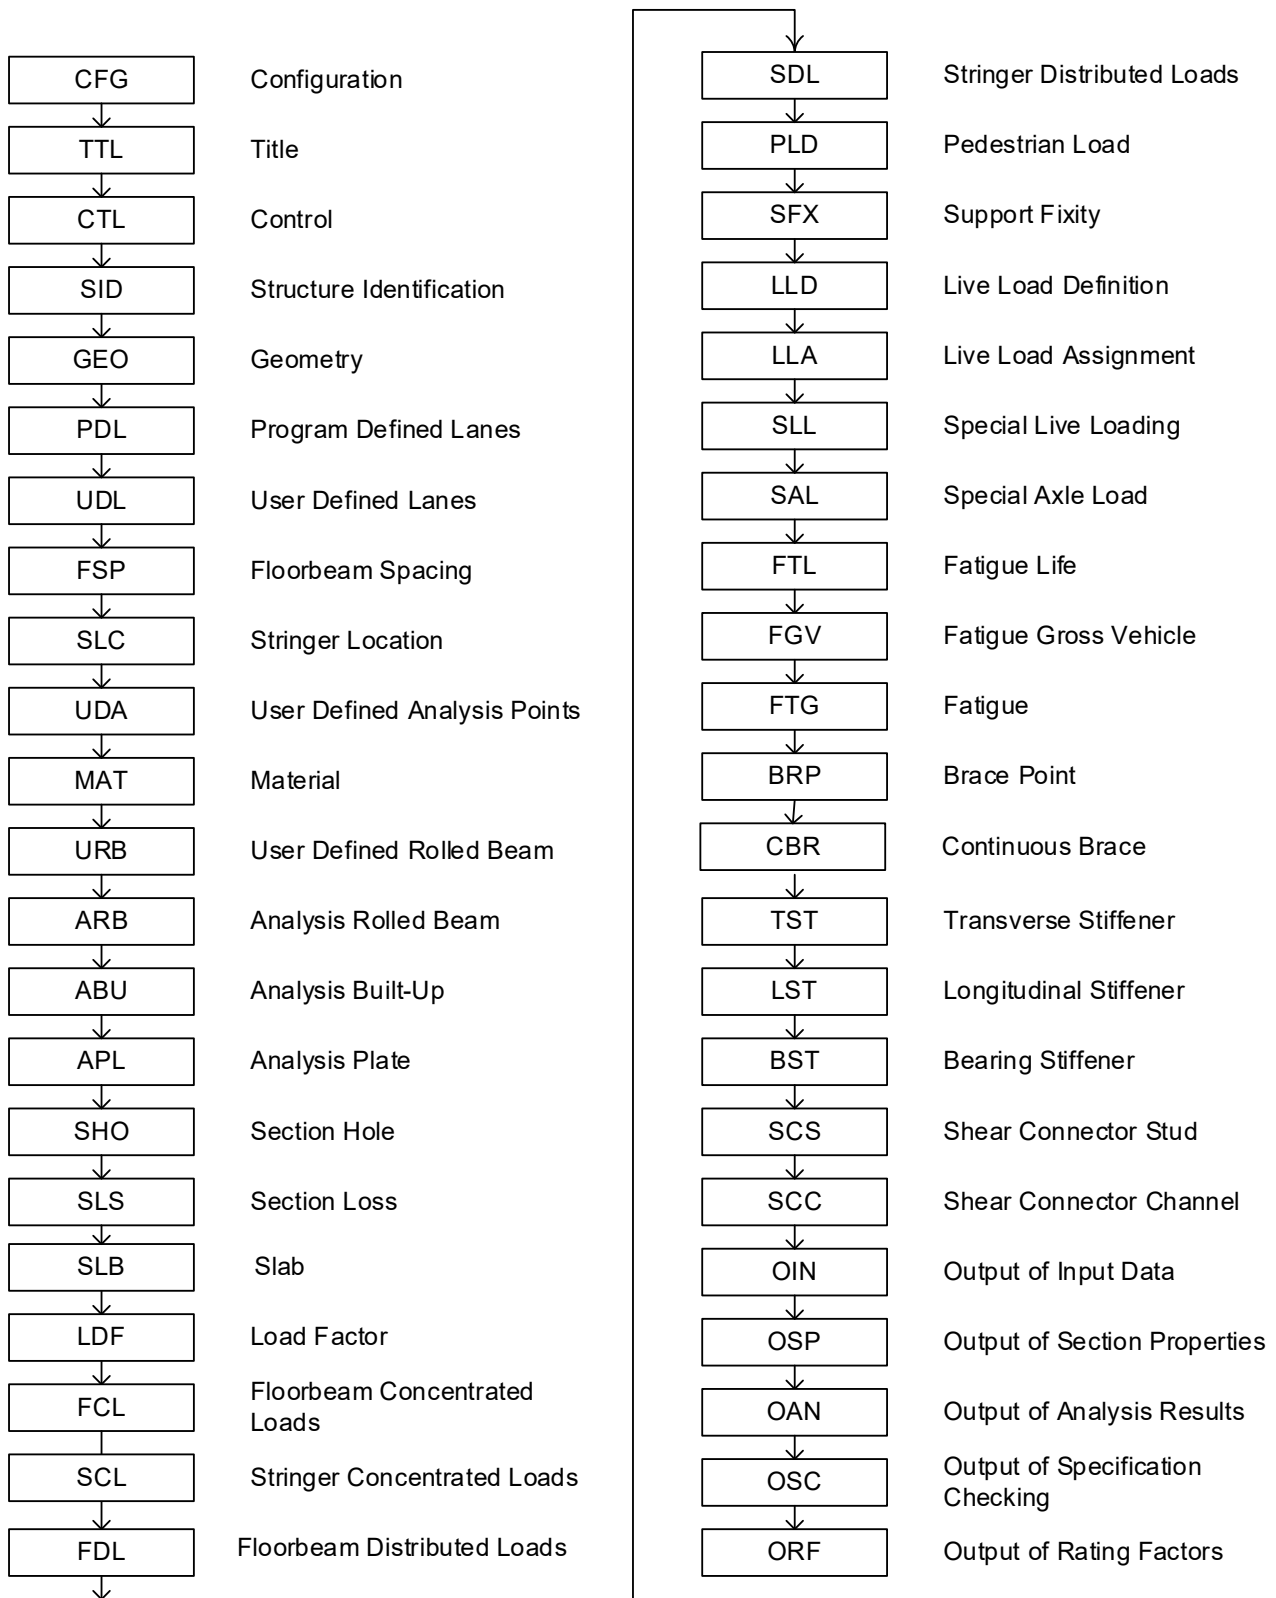 CFG Configuration
TTL Title
CTL Control
SID Structure Identification
GEO Geometry
PDL Program Defined Lanes
UDL User Defined Lanes
FSP Floorbeam Spacing
SLC Stringer Location
UDA User Defined Analysis Points
MAT Material
URB User Defined Rolled Beam
ARB Analysis Rolled Beam
ABU Analysis Built-Up
APL Analysis Plate
SHO Section Hole
SLS Section Loss
SLB Slab
LDF Load Factor
FCL Floorbeam Concentrated
Loads
SCL Stringer Concentrated Loads
FDL Floorbeam Distributed Loads
SDL Stringer Distributed Loads
PLD Pedestrian Load
SFX Support Fixity
LLD Live Load Definition
LLA Live Load Assignment
SLL Special Live Loading
SAL Special Axle Load
FTL Fatigue Life
FGV Fatigue Gross Vehicle
FTG Fatigue
BRP Brace Point
CBR Continuous Brace
TST Transverse Stiffener
LST Longitudinal Stiffener
BST Bearing Stiffener
SCS Shear Connector Stud
SCC Shear Connector Channel
OIN Output of Input Data
OSP Output of Section Properties
OAN Output of Analysis Results
OSC Output of Specification
Checking
ORF Output of Rating Factors